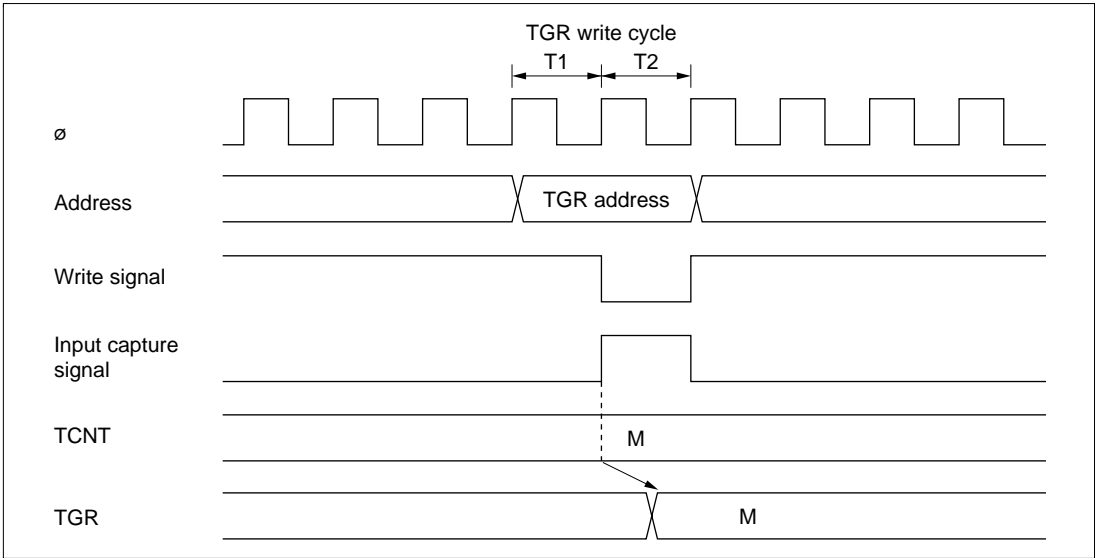 TGR write cycle
T1 T2
ø
Address TGR address
Write signal
Input capture
signal
TCNT M
TGR M